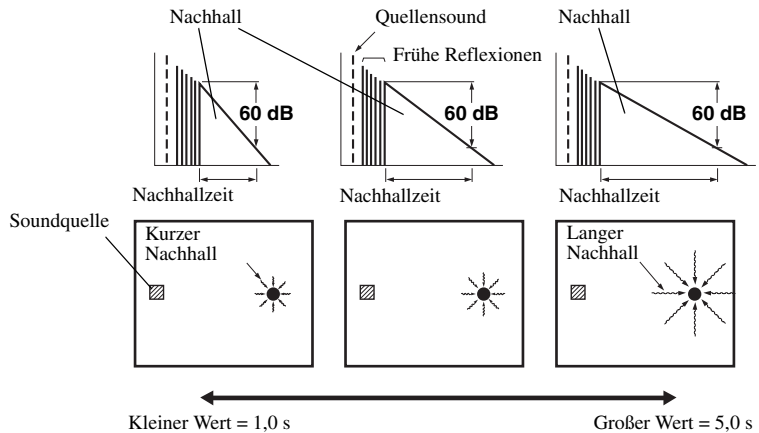 Nachhall
Quellensound
Nachhall
Frühe Reflexionen
60 dB
60 dB
60 dB
Nachhallzeit
Nachhallzeit
Nachhallzeit
Soundquelle
Kurzer
Nachhall
Langer
Nachhall
Kleiner Wert = 1,0 s
Großer Wert = 5,0 s